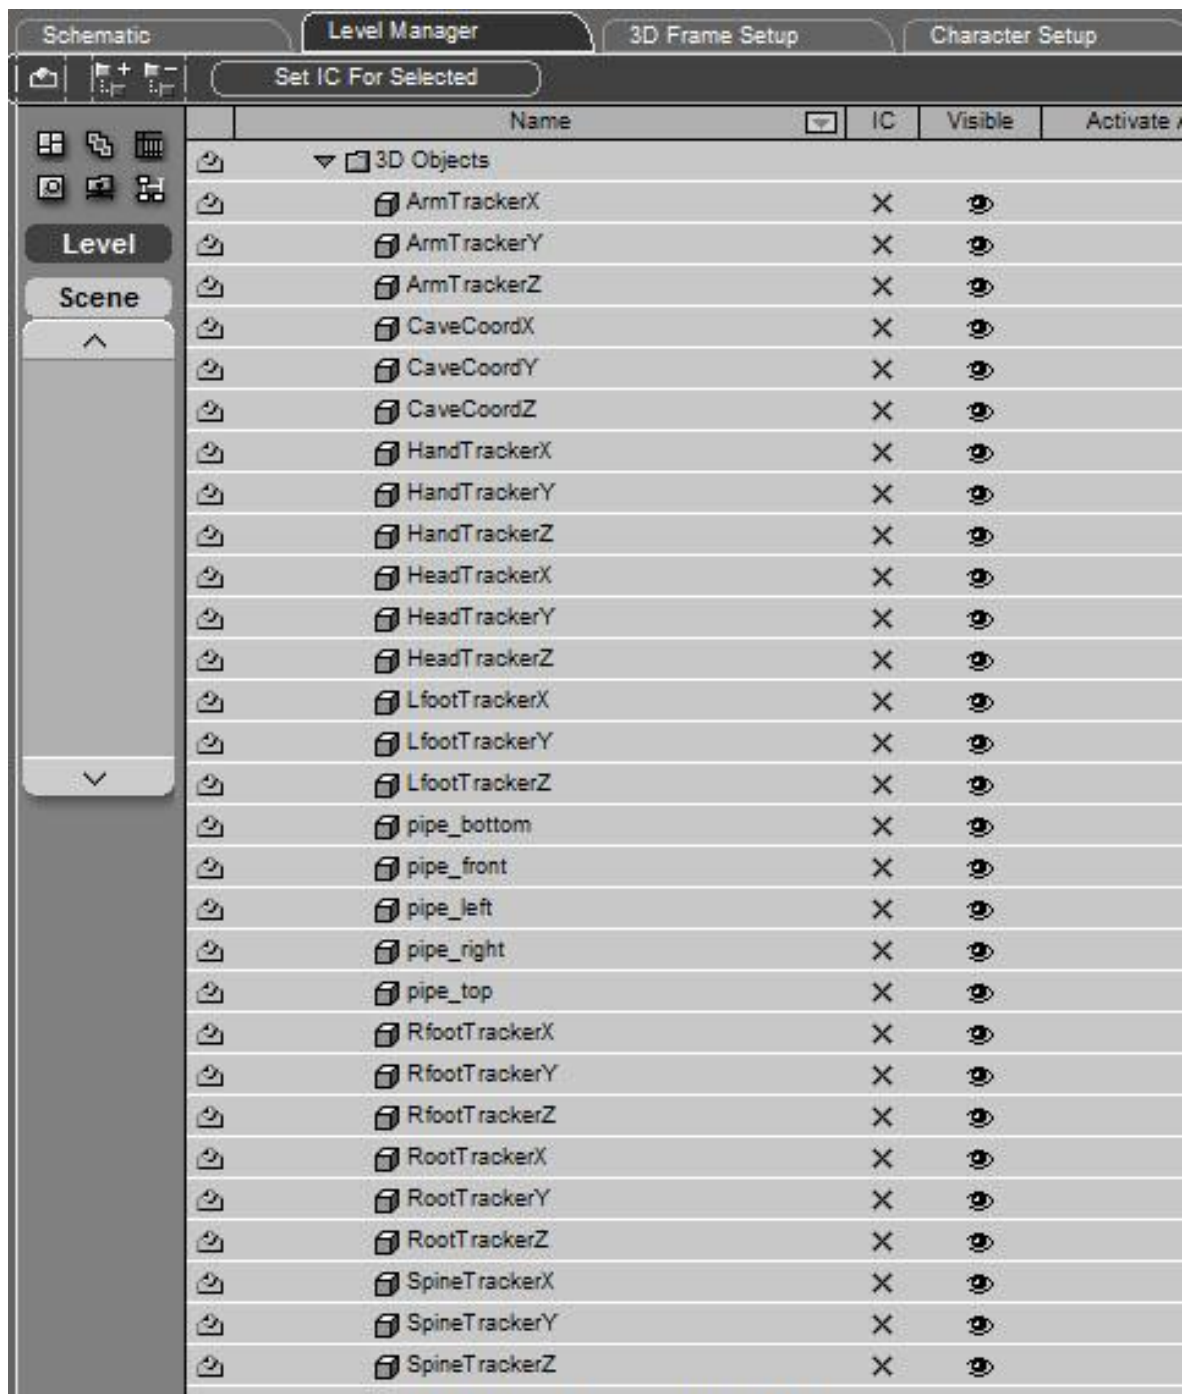 Schematic Level Manager 3D Frame Setup Character Setup
Set IC For Selected
Name IC Visible Activate
3D Objects
ArmTrackerX
ArmTrackerY
Level
ArmTrackerZ
Scene
CaveCoordX
CaveCoordY
CaveCoordZ
HandTrackerX
HandTrackerY
HandTrackerZ
HeadTrackerX
HeadTrackerY
HeadTrackerZ
LfootTrackerX
LfootTrackerY
LfootTrackerZ
pipe_bottom
pipe_front
pipe_left
pipe_right
pipe_top
RfootTrackerX
RfootTrackerY
RfootTrackerZ
RootTrackerX
RootTrackerY
RootTrackerZ
SpineTrackerX
SpineTrackerY
SpineTrackerZ